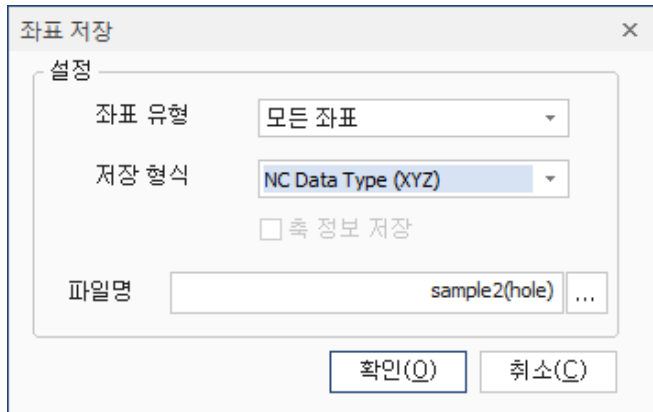 좌표 저장
설정
좌표 유형 모든 좌표
저장 형식 NC Data Type (XYZ)
축 정보 저장
파일명 sample2(hole) ...
확인(O) 취소(C)